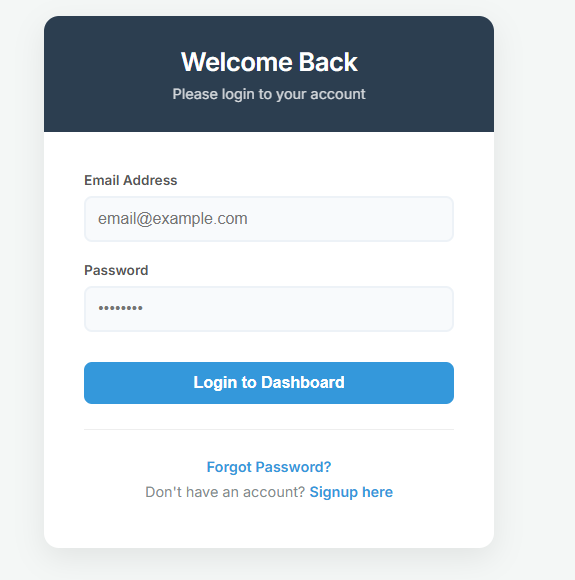 Welcome Back
Please login to your account
Email Address
email@example.com
Password
••••••••
Login to Dashboard
Forgot Password?
Don't have an account? Signup here